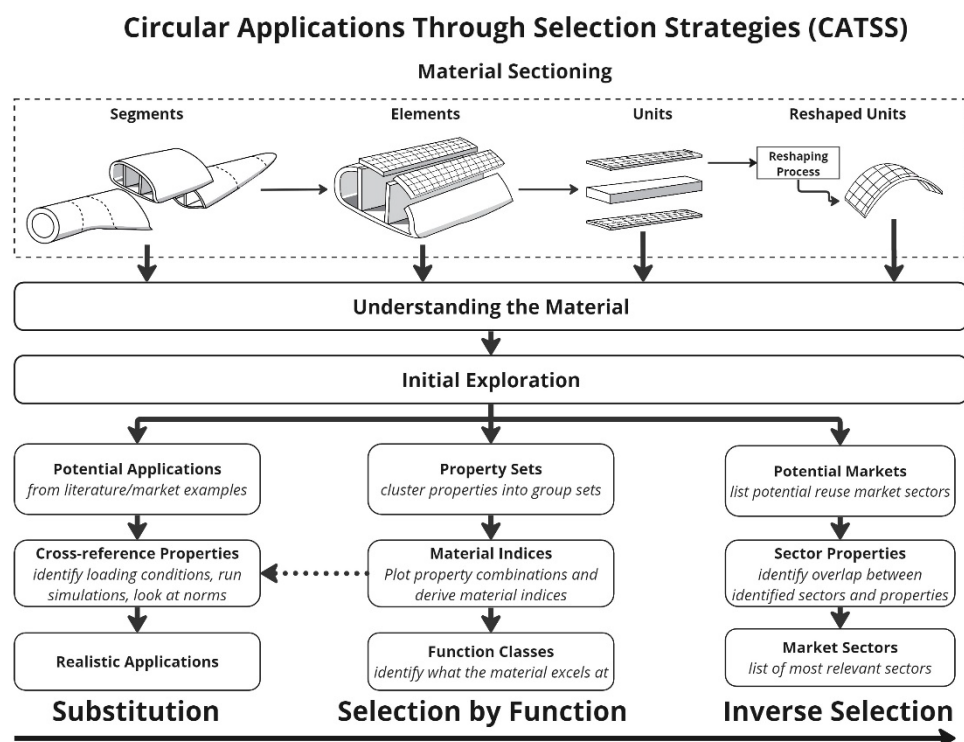 Circular Applications Through Selection Strategies (CATSS)
Material Sectioning
Segments
Elements
Units
Reshaped Units
Reshaping
Process
Understanding the Material
Initial Exploration
Potential Applications
from literature/market examples
Property Sets
cluster properties into group sets
Potential Markets
list potential reuse market sectors
Cross-reference Properties
identify loading conditions, run
simulations, look at norms
Material Indices
Plot property combinations and
derive material indices
Sector Properties
identify overlap between
identified sectors and properties
Realistic Applications
Function Classes
identify what the material excels at
Market Sectors
list of most relevant sectors
Substitution
Selection by Function
Inverse Selection